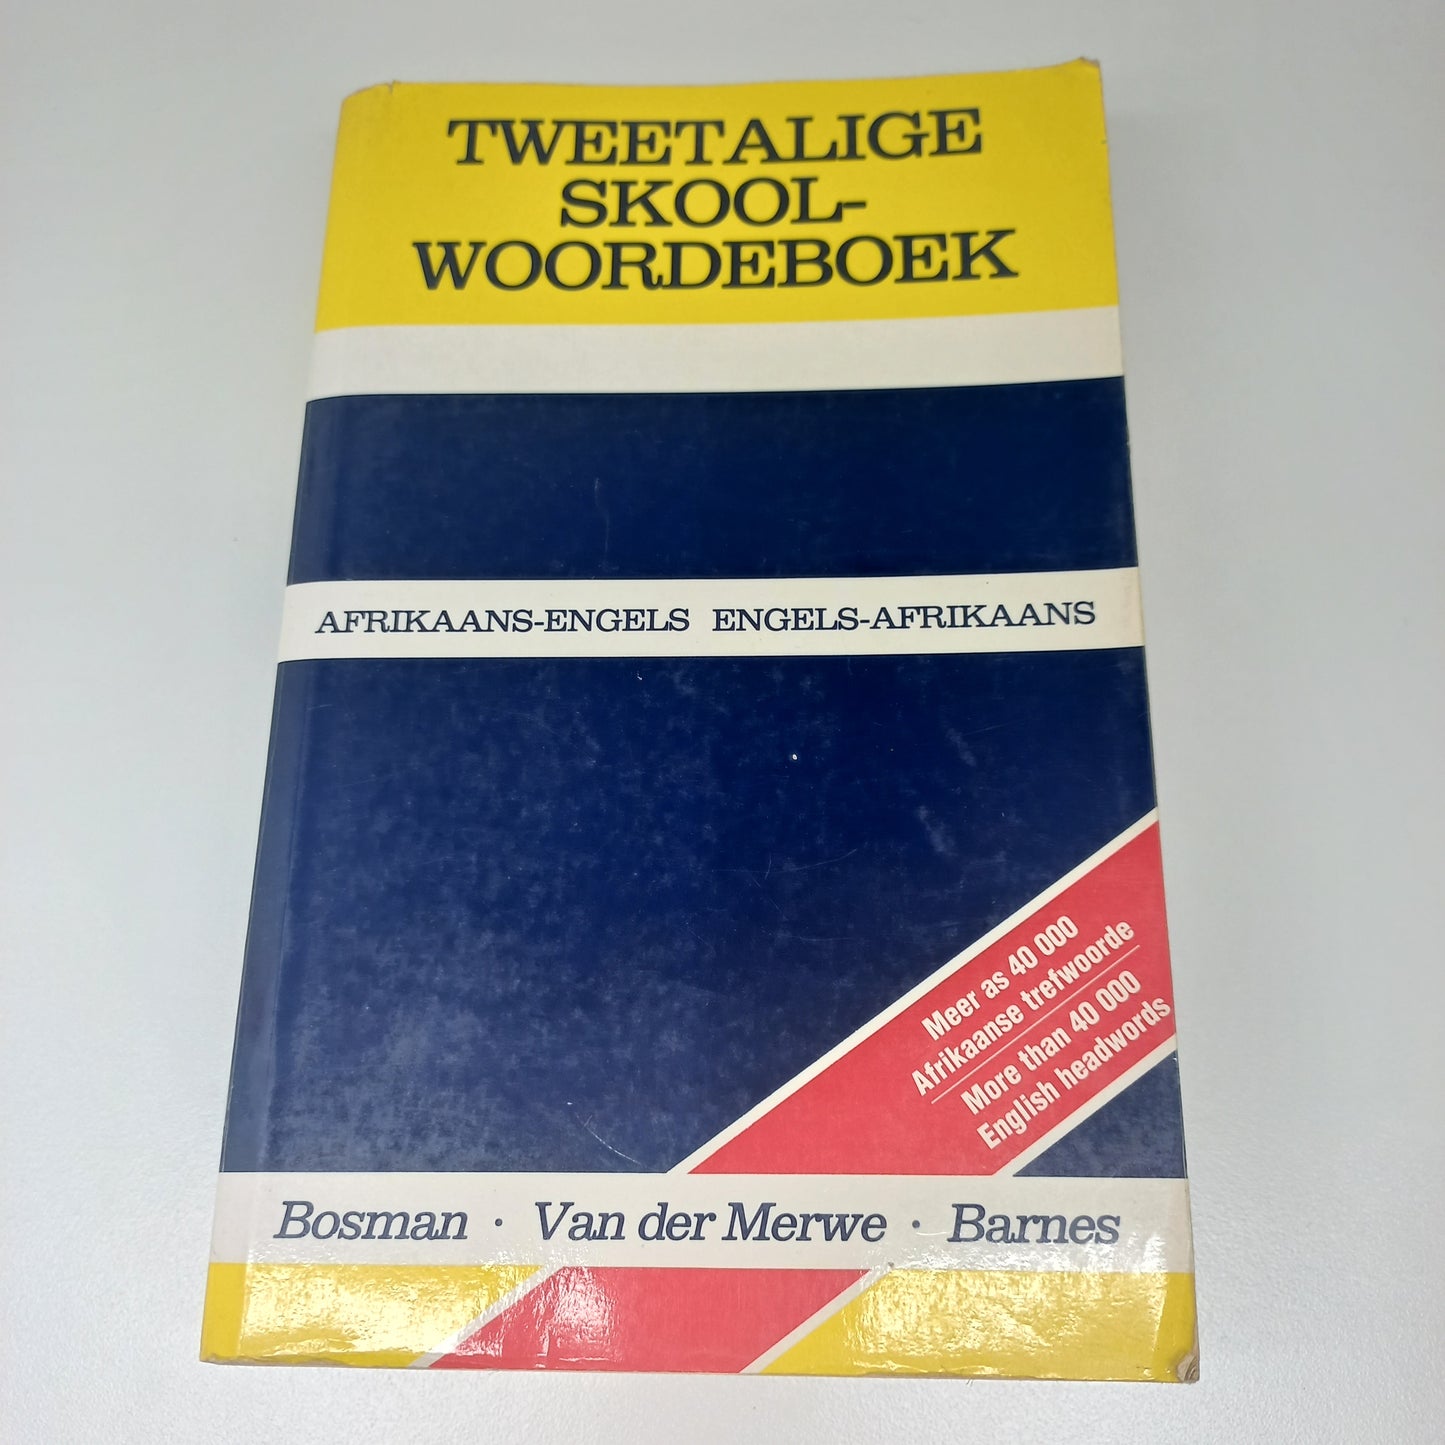 TWEETALIGE
SKOOL-
WOORDEBOEK
AFRIKAANS-ENGELS ENGELS-AFRIKAANS
Meer as 40 000
Afrikaanse trefwoorde
More than 40 000
English headwords
Bosman · Van der Merwe · Barnes